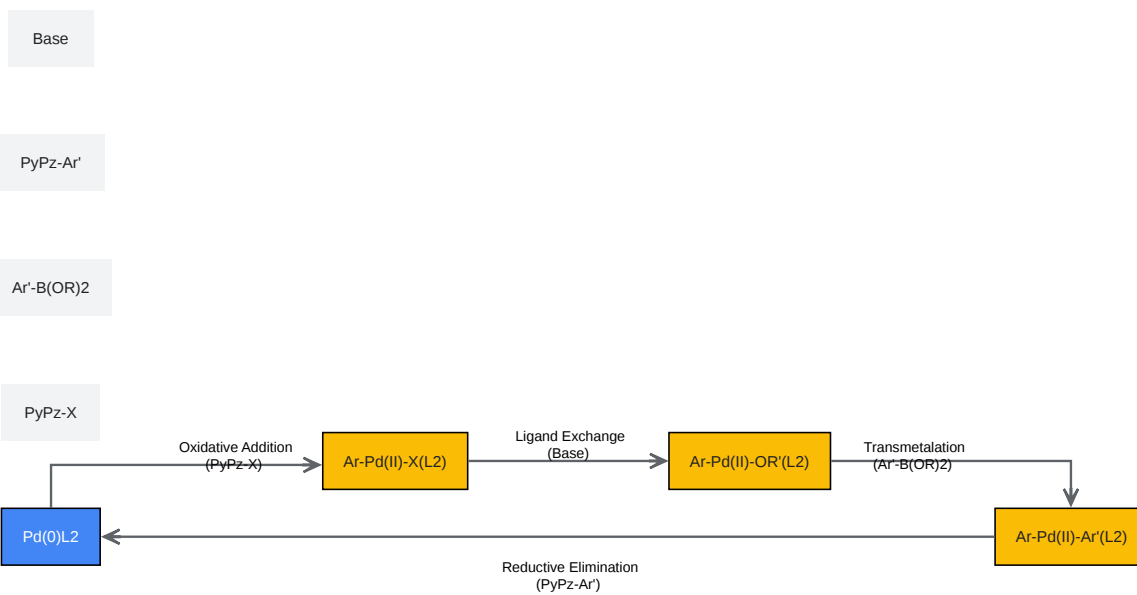 Base
PyPz-Ar'
Ar'-B(OR)2
PyPz-X
Oxidative Addition
(PyPz-X)
Ar-Pd(II)-X(L2)
Ligand Exchange
(Base)
Ar-Pd(II)-OR'(L2)
Transmetalation
(Ar'-B(OR)2)
Pd(0)L2
Ar-Pd(II)-Ar'(L2)
Reductive Elimination
(PyPz-Ar')